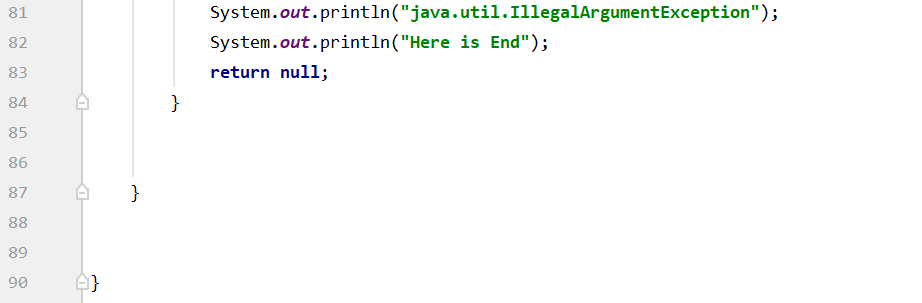 81 System.out.println("java.util.IllegalArgumentException");
82 System.out.println("Here is End");
83 return null;
84 }
85
86
87 }
88
89
90 }